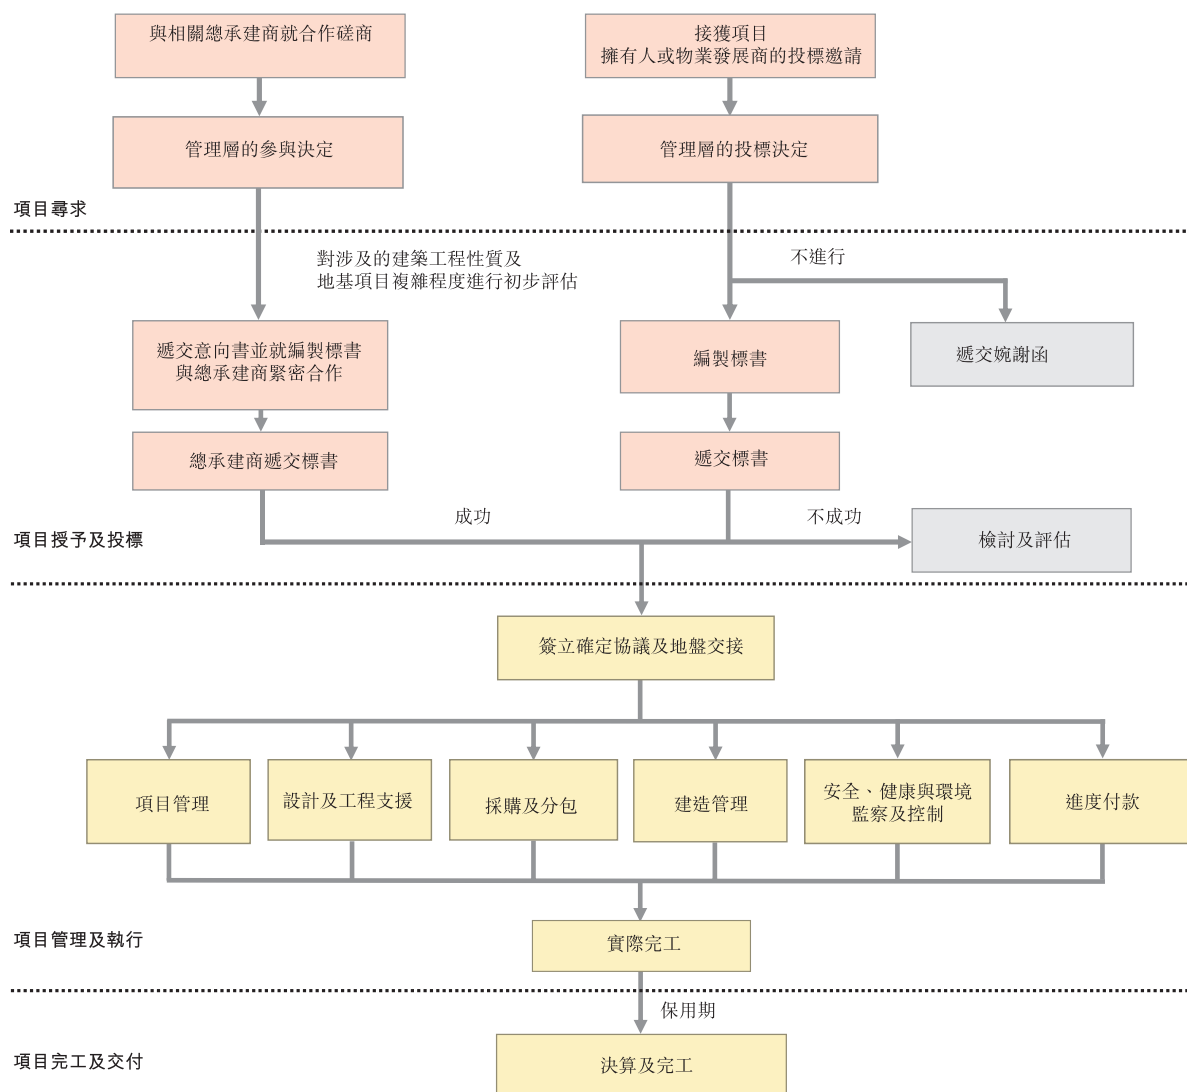 與相關總承建商就合作磋商
接獲項目
擁有人或物業發展商的投標邀請
管理層的參與決定
管理層的投標決定
項目尋求
對涉及的建築工程性質及
地基項目複雜程度進行初步評估
不進行
遞交意向書並就編製標書
與總承建商緊密合作
編製標書
遞交婉謝函
總承建商遞交標書
遞交標書
成功
不成功
項目授予及投標
檢討及評估
簽立確定協議及地盤交接
項目管理
設計及工程支援
採購及分包
建造管理
安全、健康與環境
監察及控制
進度付款
項目管理及執行
實際完工
保用期
項目完工及交付
決算及完工